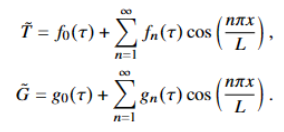 T̃ = f₀(τ) + ∑_{n=1}^{∞} fₙ(τ) cos(nπx/L),
G̃ = g₀(τ) + ∑_{n=1}^{∞} gₙ(τ) cos(nπx/L).